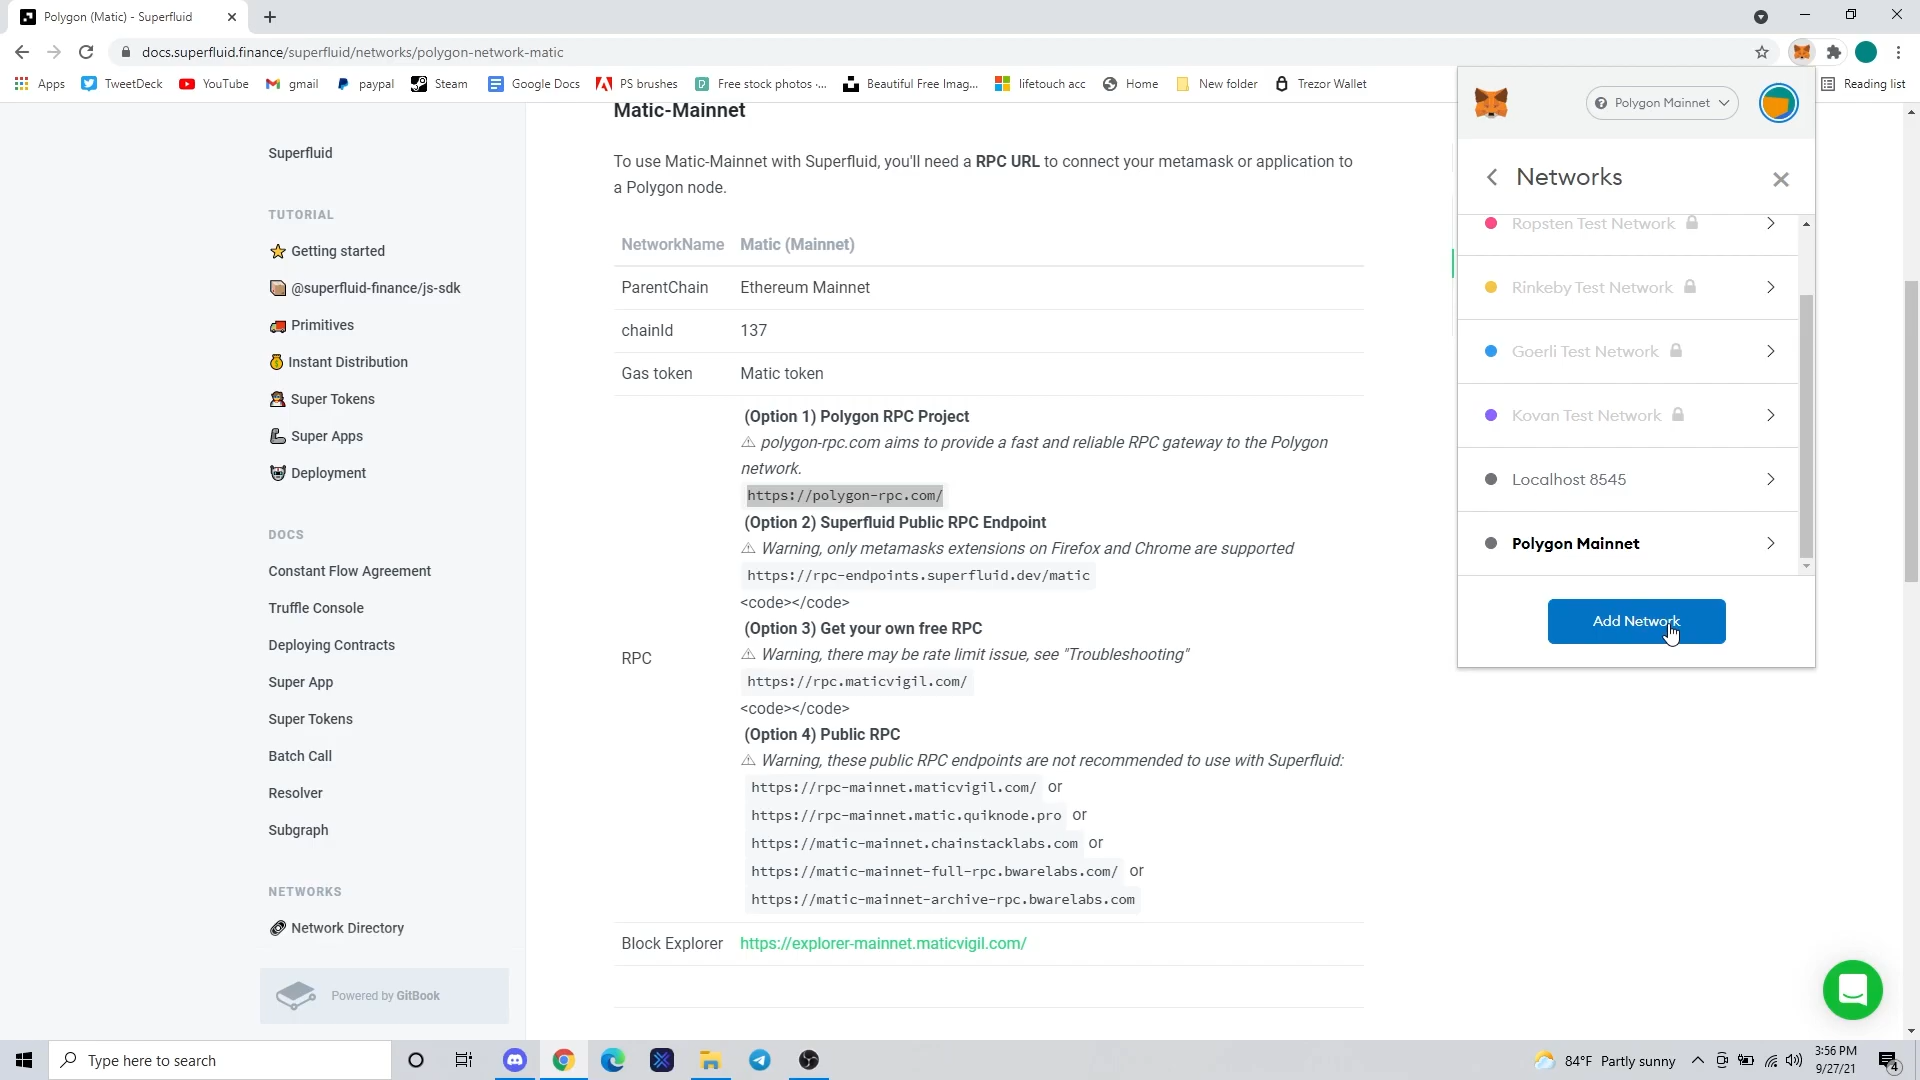 Polygon (Matic) - Superfluid
docs.superfluid.finance/superfluid/networks/polygon-network-matic
Apps
TweetDeck
YouTube
gmail
paypal
Steam
Google Docs
PS brushes
Free stock photos ·...
Beautiful Free Imag...
lifetouch acc
Home
New folder
Trezor Wallet
Reading list
Superfluid
TUTORIAL
Getting started
@superfluid-finance/js-sdk
Primitives
Instant Distribution
Super Tokens
Super Apps
Deployment
DOCS
Constant Flow Agreement
Truffle Console
Deploying Contracts
Super App
Super Tokens
Batch Call
Resolver
Subgraph
NETWORKS
Network Directory
Powered by GitBook
Matic-Mainnet
To use Matic-Mainnet with Superfluid, you'll need a RPC URL to connect your metamask or application to
a Polygon node.
NetworkName Matic (Mainnet)
ParentChain Ethereum Mainnet
chainId 137
Gas token Matic token
RPC
(Option 1) Polygon RPC Project
⚠ polygon-rpc.com aims to provide a fast and reliable RPC gateway to the Polygon
network.
https://polygon-rpc.com/
(Option 2) Superfluid Public RPC Endpoint
⚠ Warning, only metamasks extensions on Firefox and Chrome are supported
https://rpc-endpoints.superfluid.dev/matic
<code></code>
(Option 3) Get your own free RPC
⚠ Warning, there may be rate limit issue, see "Troubleshooting"
https://rpc.maticvigil.com/
<code></code>
(Option 4) Public RPC
⚠ Warning, these public RPC endpoints are not recommended to use with Superfluid:
https://rpc-mainnet.maticvigil.com/ or
https://rpc-mainnet.matic.quiknode.pro or
https://matic-mainnet.chainstacklabs.com or
https://matic-mainnet-full-rpc.bwarelabs.com/ or
https://matic-mainnet-archive-rpc.bwarelabs.com
Block Explorer https://explorer-mainnet.maticvigil.com/
Polygon Mainnet
Networks
Ropsten Test Network
Rinkeby Test Network
Goerli Test Network
Kovan Test Network
Localhost 8545
Polygon Mainnet
Add Network
Type here to search
84°F Partly sunny
3:56 PM
9/27/21
4